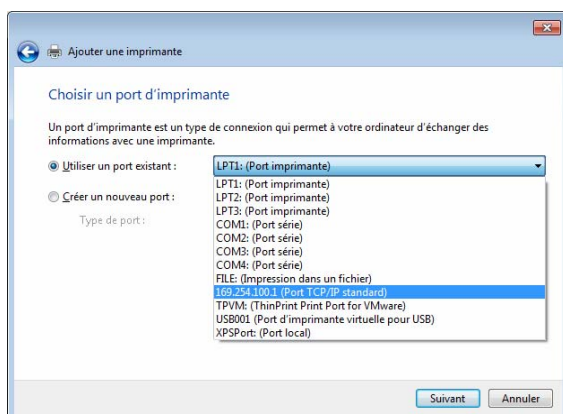 Ajouter une imprimante
Choisir un port d'imprimante
Un port d'imprimante est un type de connexion qui permet à votre ordinateur d'échanger des
informations avec une imprimante.
Utiliser un port existant :
LPT1: (Port imprimante)
LPT1: (Port imprimante)
LPT2: (Port imprimante)
LPT3: (Port imprimante)
COM1: (Port série)
COM2: (Port série)
COM3: (Port série)
COM4: (Port série)
FILE: (Impression dans un fichier)
169.254.100.1 (Port TCP/IP standard)
TPVM: (ThinPrint Print Port for VMware)
USB001 (Port d'imprimante virtuelle pour USB)
XPSPort: (Port local)
Créer un nouveau port :
Type de port :
Suivant
Annuler